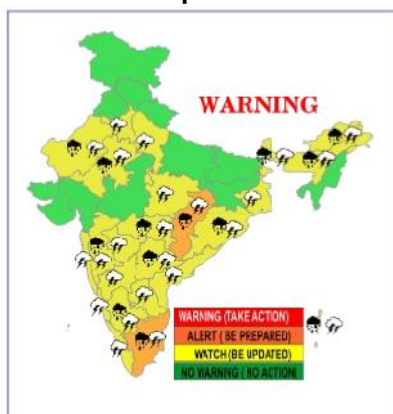 WARNING
WARNING (TAKE ACTION)
ALERT ( BE PREPARED)
WATCH (BE UPDATED)
NO WARNING ( NO ACTION)